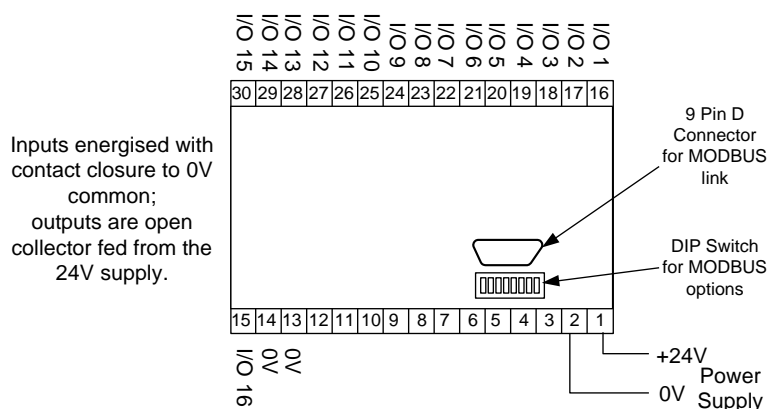 I/O 15
I/O 14
I/O 13
I/O 12
I/O 11
I/O 10
I/O 9
I/O 8
I/O 7
I/O 6
I/O 5
I/O 4
I/O 3
I/O 2
I/O 1
30 29 28 27 26 25 24 23 22 21 20 19 18 17 16
Inputs energised with
contact closure to 0V
common;
outputs are open
collector fed from the
24V supply.
9 Pin D
Connector
for MODBUS
link
DIP Switch
for MODBUS
options
15 14 13 12 11 10 9 8 7 6 5 4 3 2 1
I/O 16
0V
0V
+24V
0V
Power
Supply